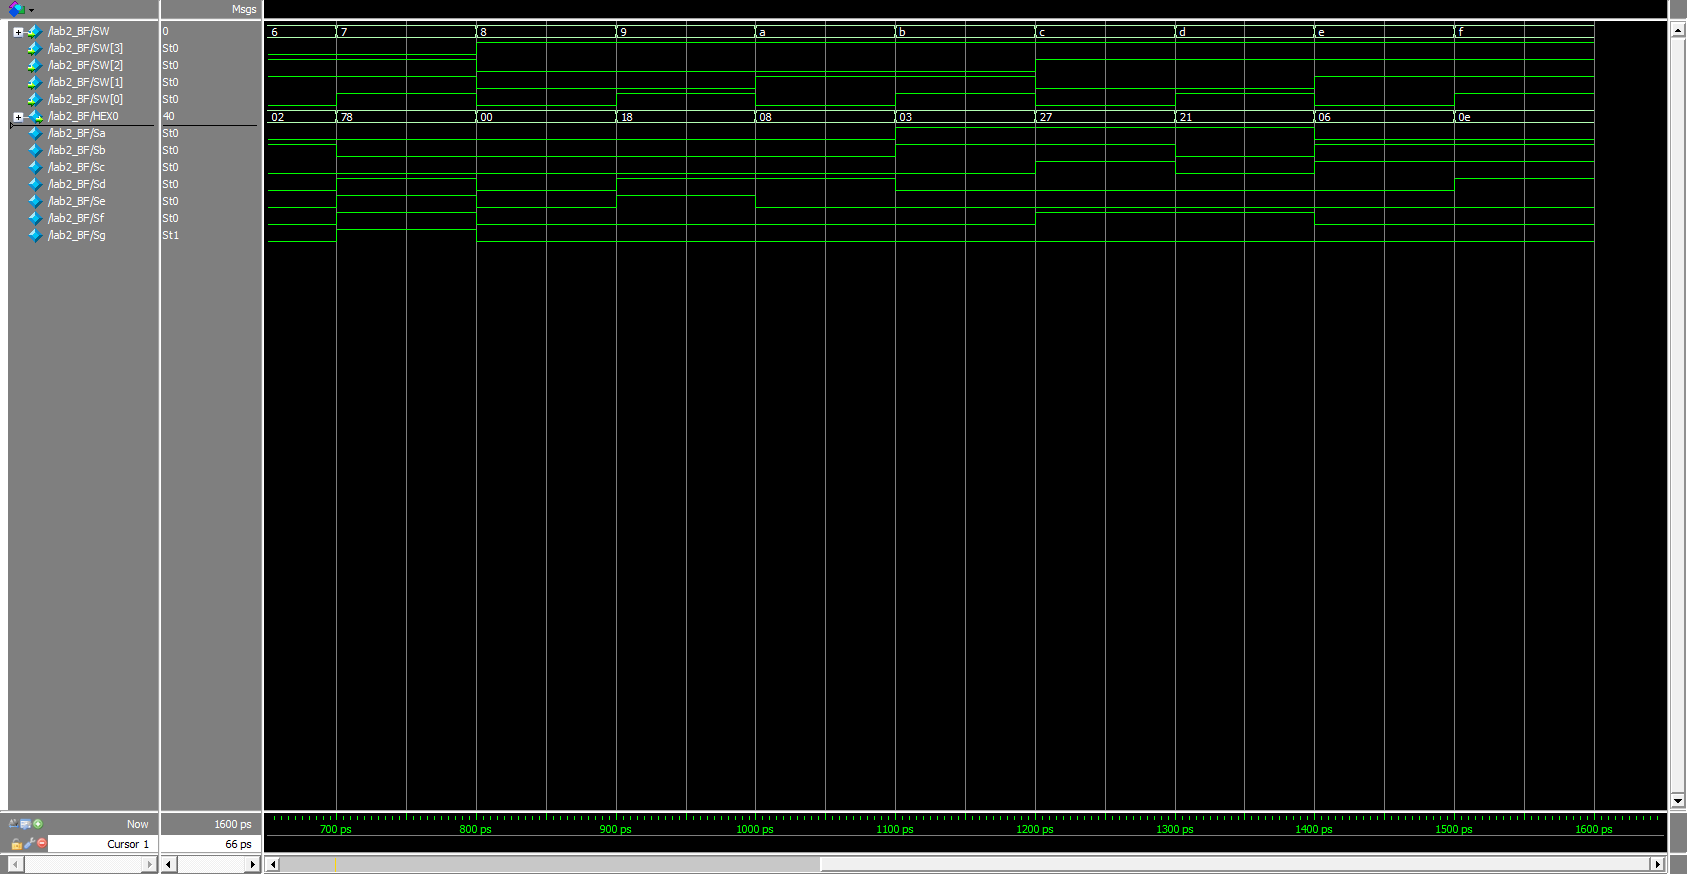 Msgs
/lab2_BF/SW 0 6 7 8 9 a b c d e f
/lab2_BF/SW[3] St0
/lab2_BF/SW[2] St0
/lab2_BF/SW[1] St0
/lab2_BF/SW[0] St0
/lab2_BF/HEX0 40 02 78 00 18 08 03 27 21 06 0e
/lab2_BF/Sa St0
/lab2_BF/Sb St0
/lab2_BF/Sc St0
/lab2_BF/Sd St0
/lab2_BF/Se St0
/lab2_BF/Sf St0
/lab2_BF/Sg St1
Now 1600 ps 700 ps 800 ps 900 ps 1000 ps 1100 ps 1200 ps 1300 ps 1400 ps 1500 ps 1600 ps
Cursor 1 66 ps